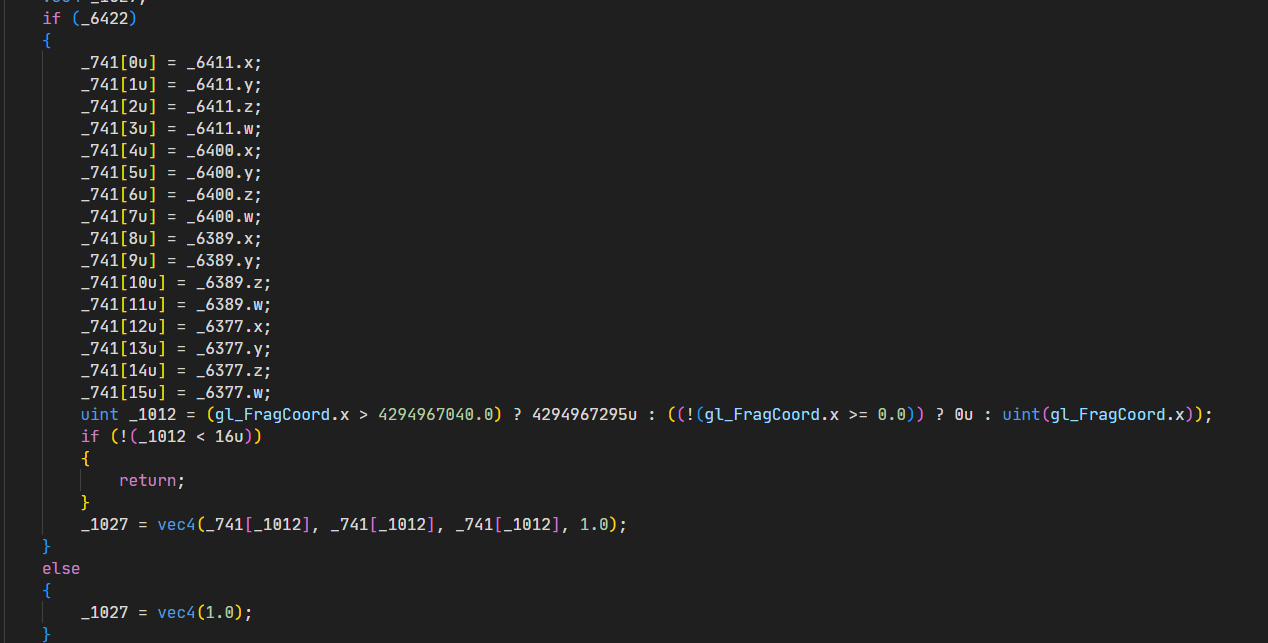 if (_6422)
{
    _741[0u] = _6411.x;
    _741[1u] = _6411.y;
    _741[2u] = _6411.z;
    _741[3u] = _6411.w;
    _741[4u] = _6400.x;
    _741[5u] = _6400.y;
    _741[6u] = _6400.z;
    _741[7u] = _6400.w;
    _741[8u] = _6389.x;
    _741[9u] = _6389.y;
    _741[10u] = _6389.z;
    _741[11u] = _6389.w;
    _741[12u] = _6377.x;
    _741[13u] = _6377.y;
    _741[14u] = _6377.z;
    _741[15u] = _6377.w;
    uint _1012 = (gl_FragCoord.x > 4294967040.0) ? 4294967295u : ((!(gl_FragCoord.x >= 0.0)) ? 0u : uint(gl_FragCoord.x));
    if (!(_1012 < 16u))
    {
        return;
    }
    _1027 = vec4(_741[_1012], _741[_1012], _741[_1012], 1.0);
}
else
{
    _1027 = vec4(1.0);
}